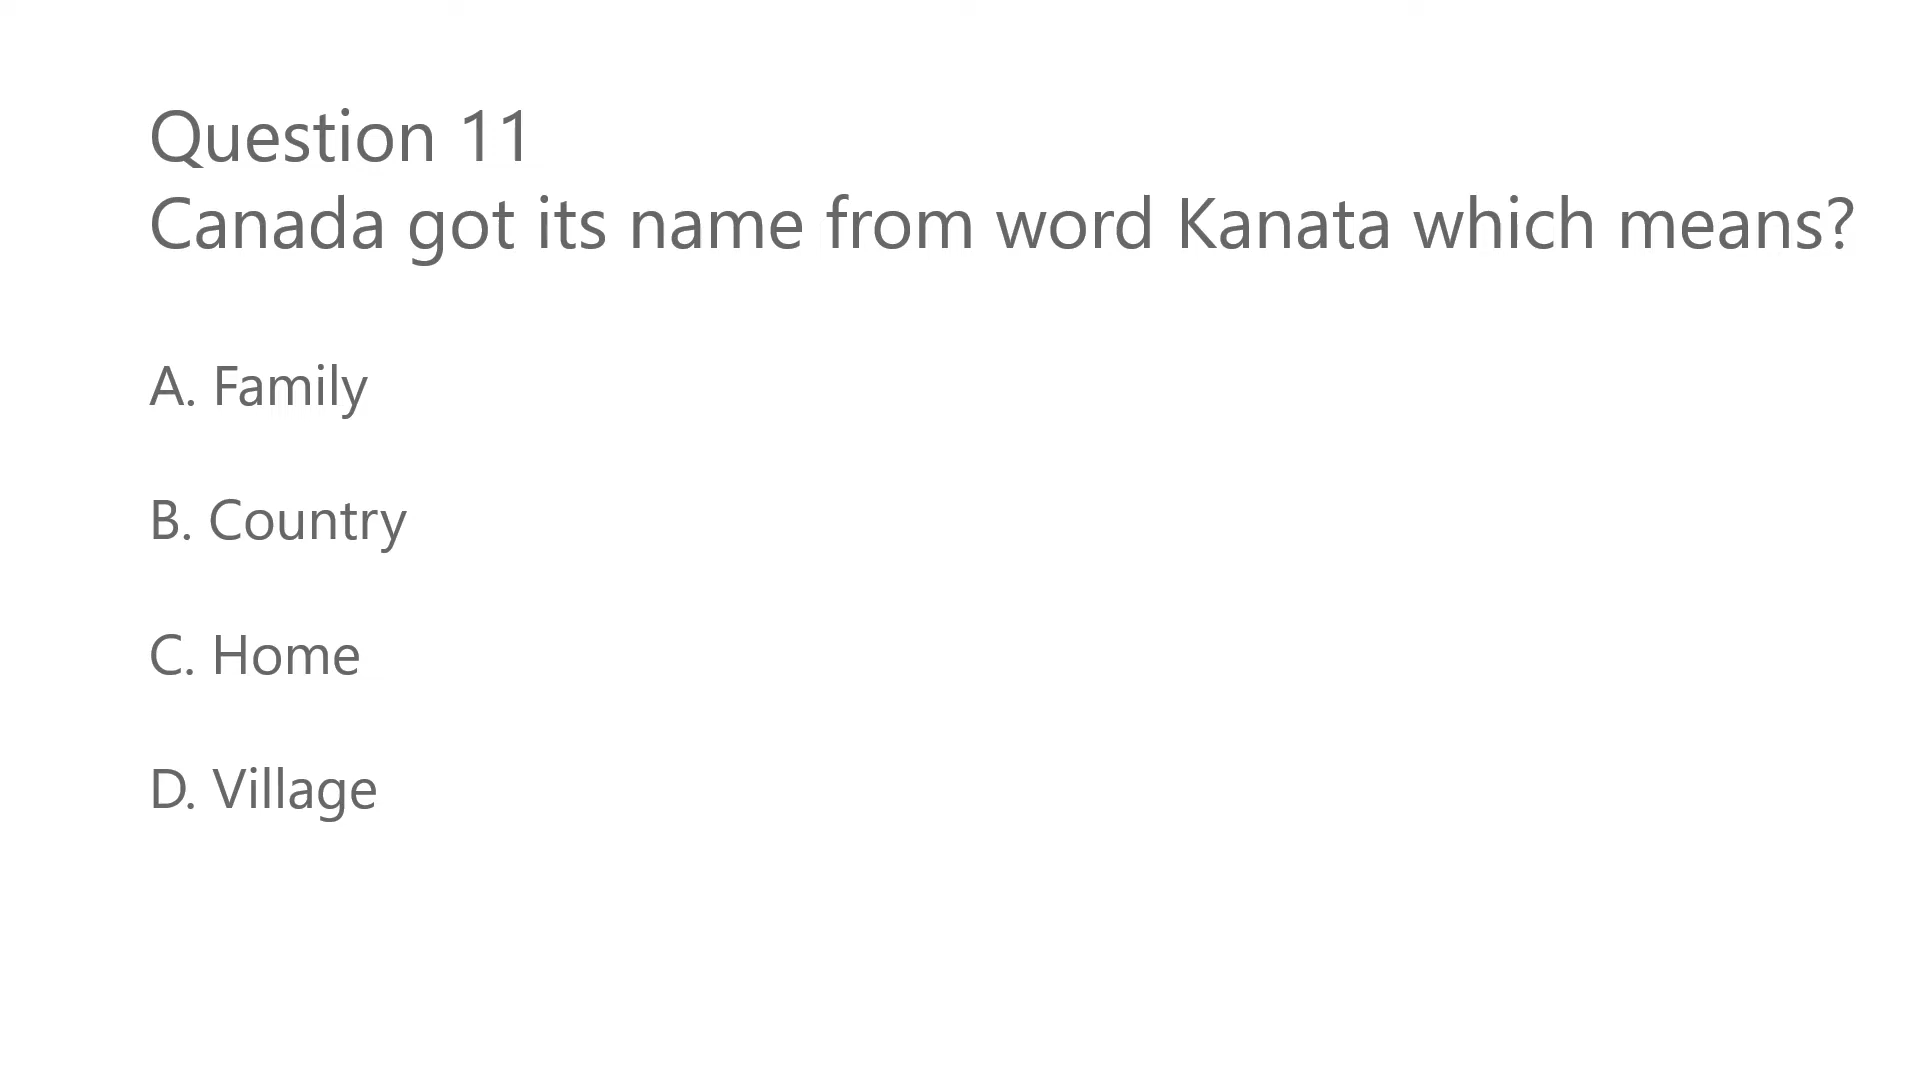 Question 11
Canada got its name from word Kanata which means?
A. Family
B. Country
C. Home
D. Village